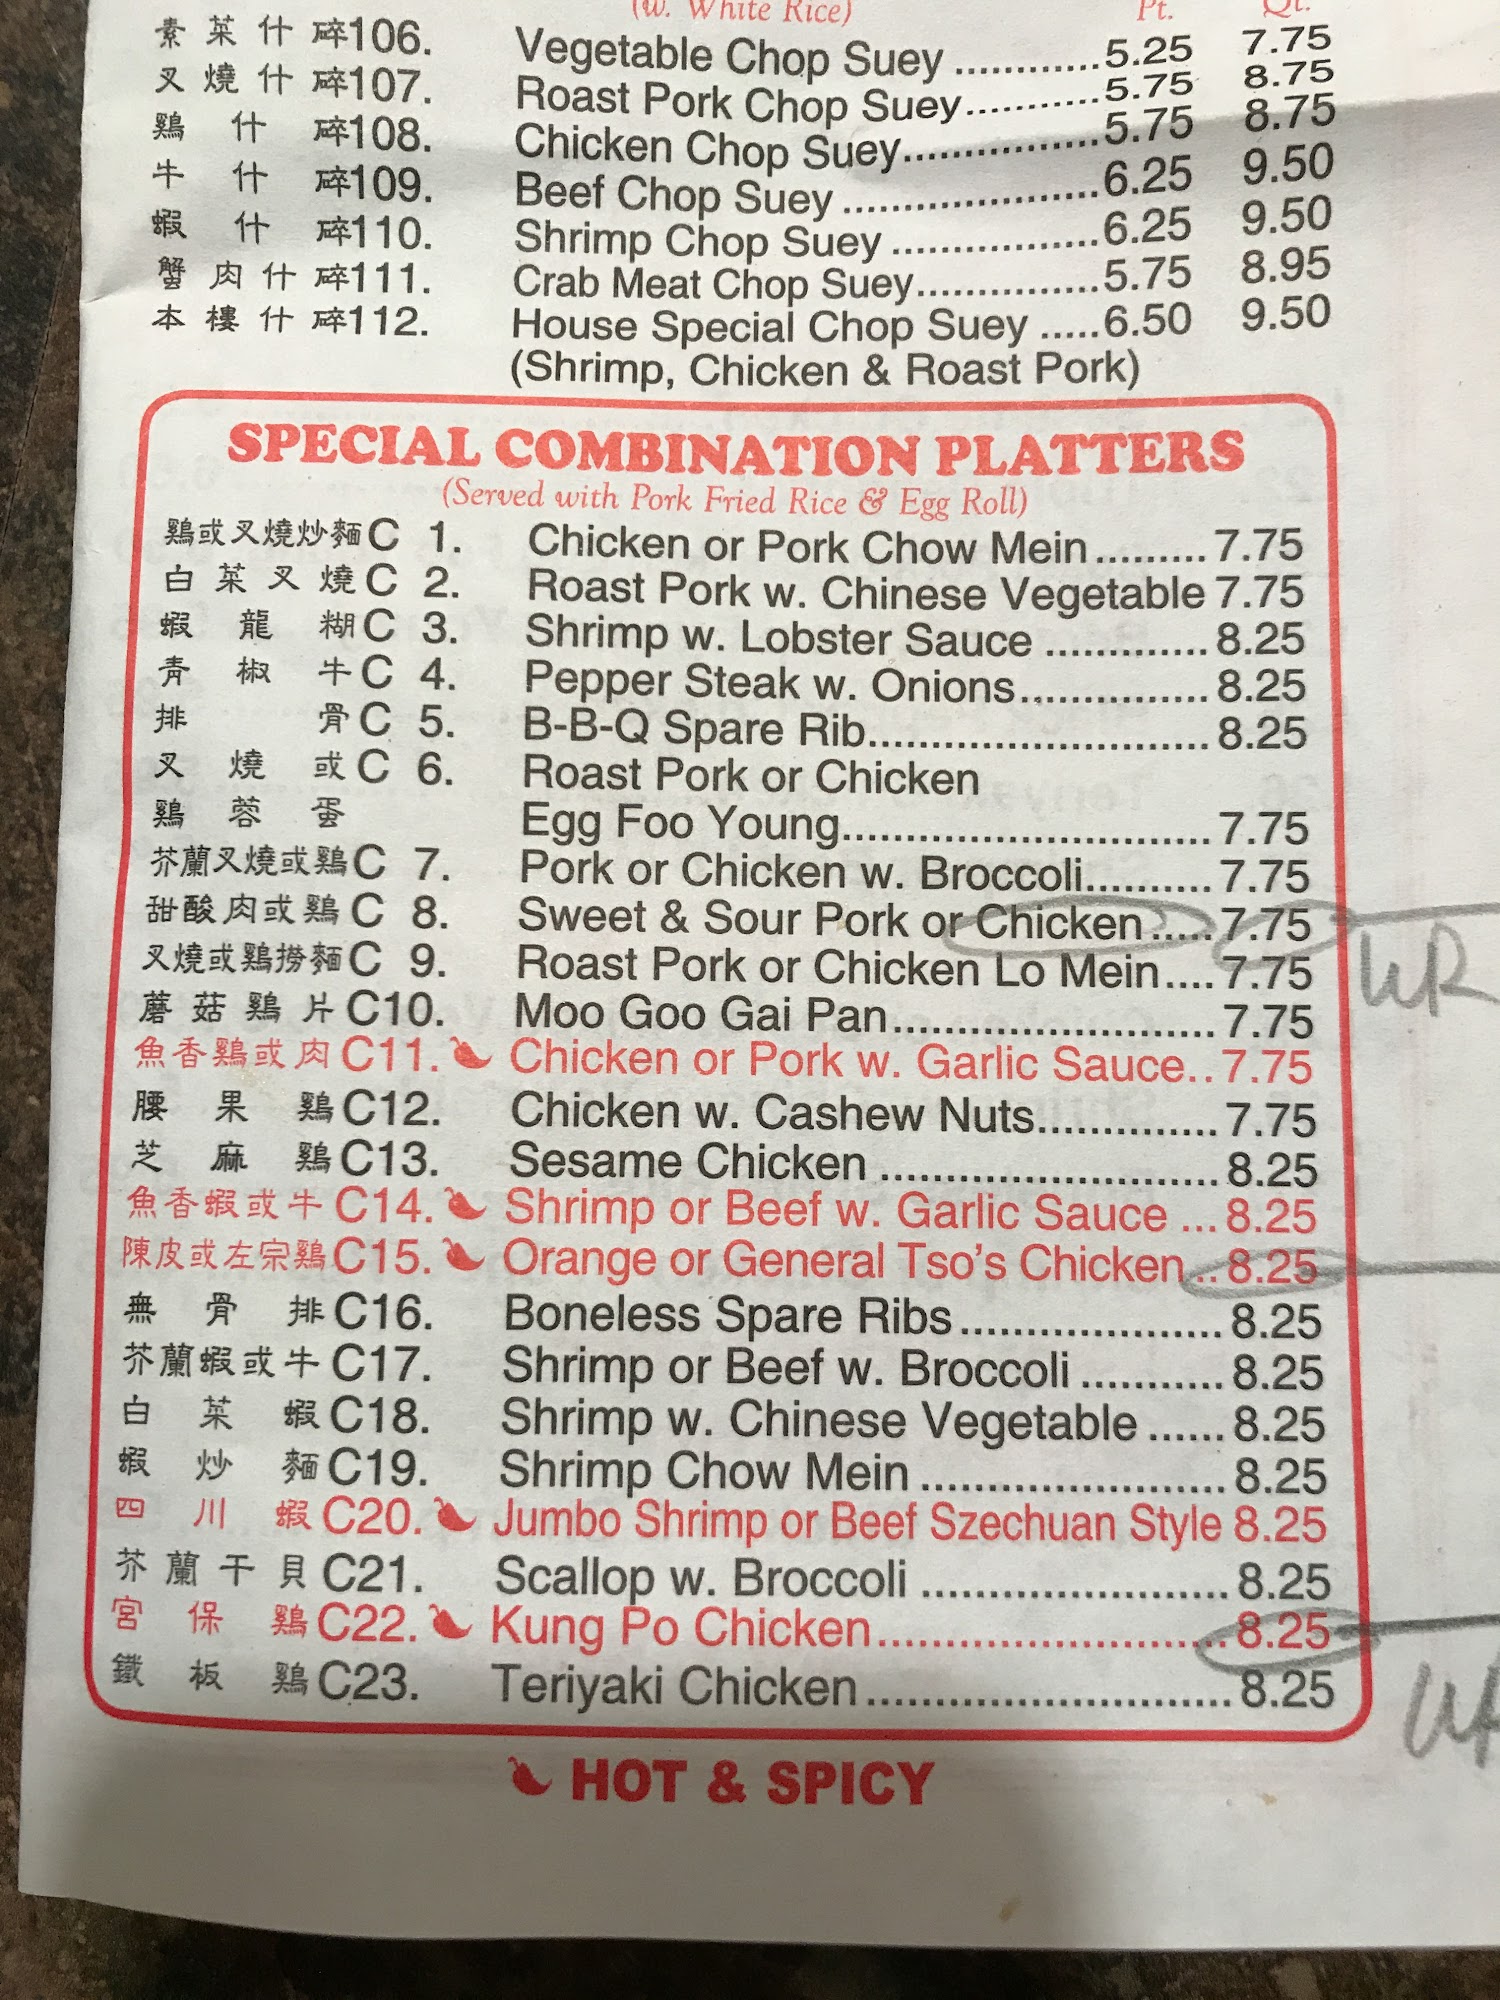 (w. White Rice) Pt. Qt.
素菜什碎106. Vegetable Chop Suey ............5.25 7.75
叉燒什碎107. Roast Pork Chop Suey...........5.75 8.75
鷄什碎108. Chicken Chop Suey................5.75 8.75
牛什碎109. Beef Chop Suey ....................6.25 9.50
蝦什碎110. Shrimp Chop Suey .................6.25 9.50
蟹肉什碎111. Crab Meat Chop Suey...............5.75 8.95
本樓什碎112. House Special Chop Suey .....6.50 9.50
(Shrimp, Chicken & Roast Pork)
SPECIAL COMBINATION PLATTERS
(Served with Pork Fried Rice & Egg Roll)
鷄或叉燒炒麵C 1. Chicken or Pork Chow Mein.........7.75
白菜叉燒C 2. Roast Pork w. Chinese Vegetable 7.75
蝦龍糊C 3. Shrimp w. Lobster Sauce .............8.25
青椒牛C 4. Pepper Steak w. Onions...............8.25
排骨C 5. B-B-Q Spare Rib...........................8.25
叉燒或C 6. Roast Pork or Chicken
鷄蓉蛋 Egg Foo Young.............................7.75
芥蘭叉燒或鷄C 7. Pork or Chicken w. Broccoli..........7.75
甜酸肉或鷄C 8. Sweet & Sour Pork or Chicken.....7.75 WR
叉燒或鷄撈麵C 9. Roast Pork or Chicken Lo Mein....7.75
蘑菇鷄片C10. Moo Goo Gai Pan..........................7.75
魚香鷄或肉C11. Chicken or Pork w. Garlic Sauce..7.75
腰果鷄C12. Chicken w. Cashew Nuts..............7.75
芝麻鷄C13. Sesame Chicken ...........................8.25
魚香蝦或牛C14. Shrimp or Beef w. Garlic Sauce ...8.25
陳皮或左宗鷄C15. Orange or General Tso's Chicken..8.25
無骨排C16. Boneless Spare Ribs.....................8.25
芥蘭蝦或牛C17. Shrimp or Beef w. Broccoli ...........8.25
白菜蝦C18. Shrimp w. Chinese Vegetable ......8.25
蝦炒麵C19. Shrimp Chow Mein ........................8.25
四川蝦C20. Jumbo Shrimp or Beef Szechuan Style 8.25
芥蘭干貝C21. Scallop w. Broccoli ........................8.25
宮保鷄C22. Kung Po Chicken............................8.25
鐵板鷄C23. Teriyaki Chicken.............................8.25
HOT & SPICY